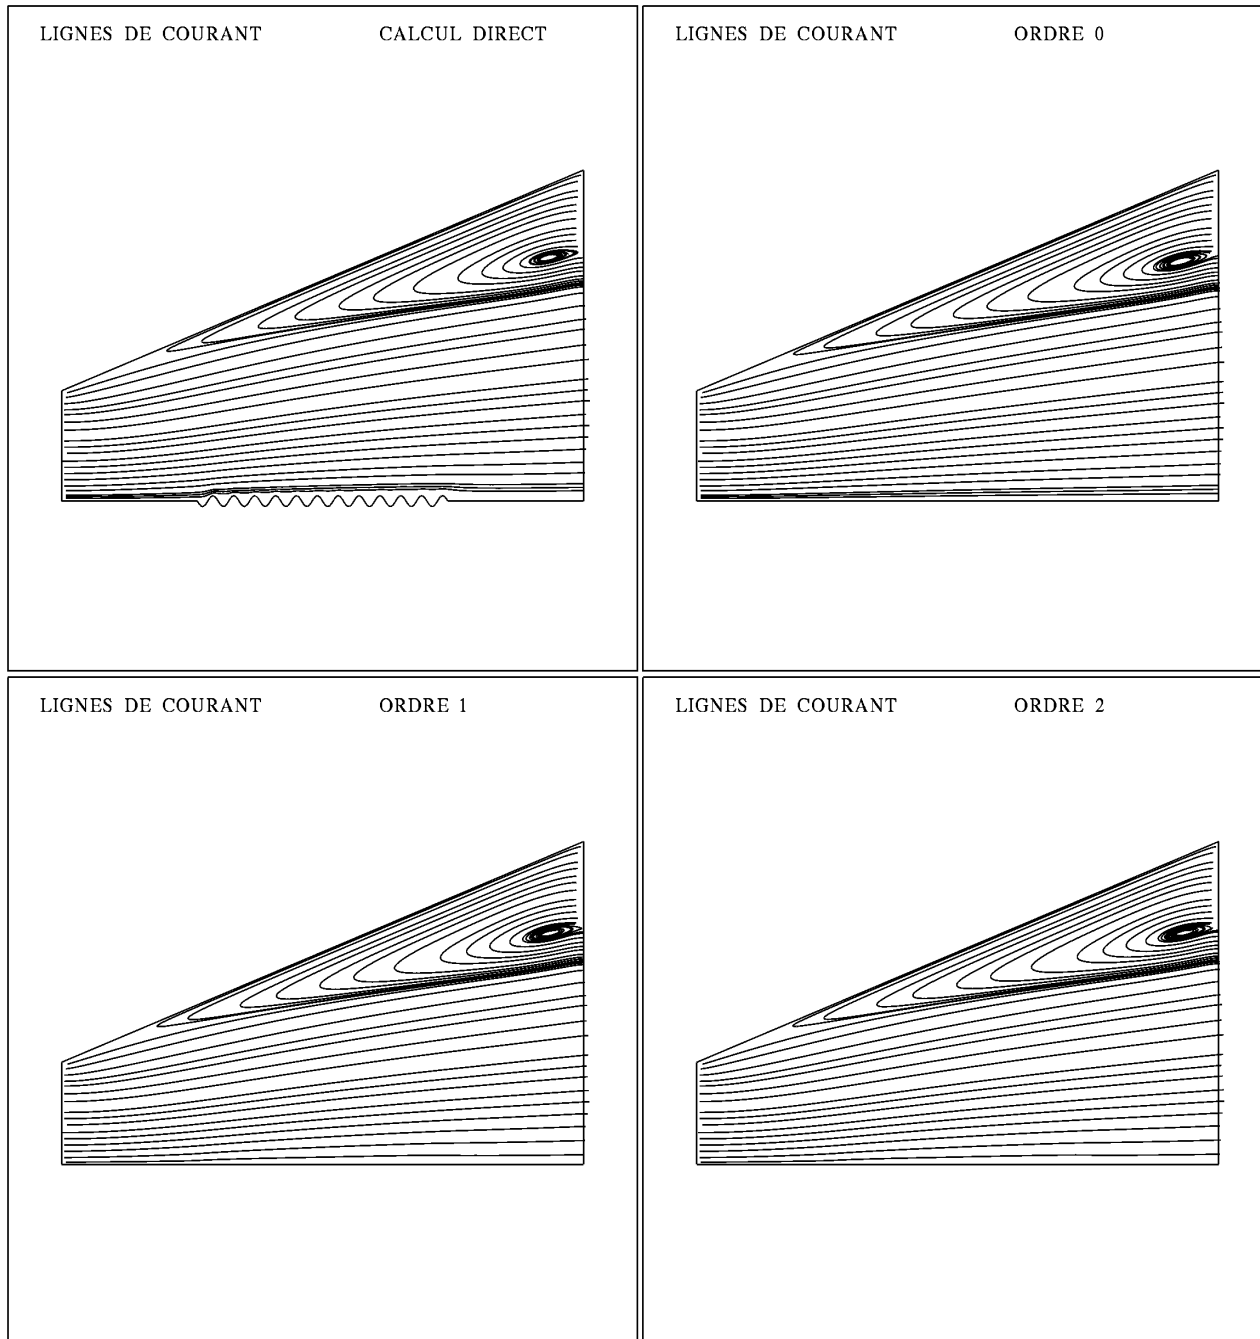 LIGNES DE COURANT CALCUL DIRECT
LIGNES DE COURANT ORDRE 0
LIGNES DE COURANT ORDRE 1
LIGNES DE COURANT ORDRE 2